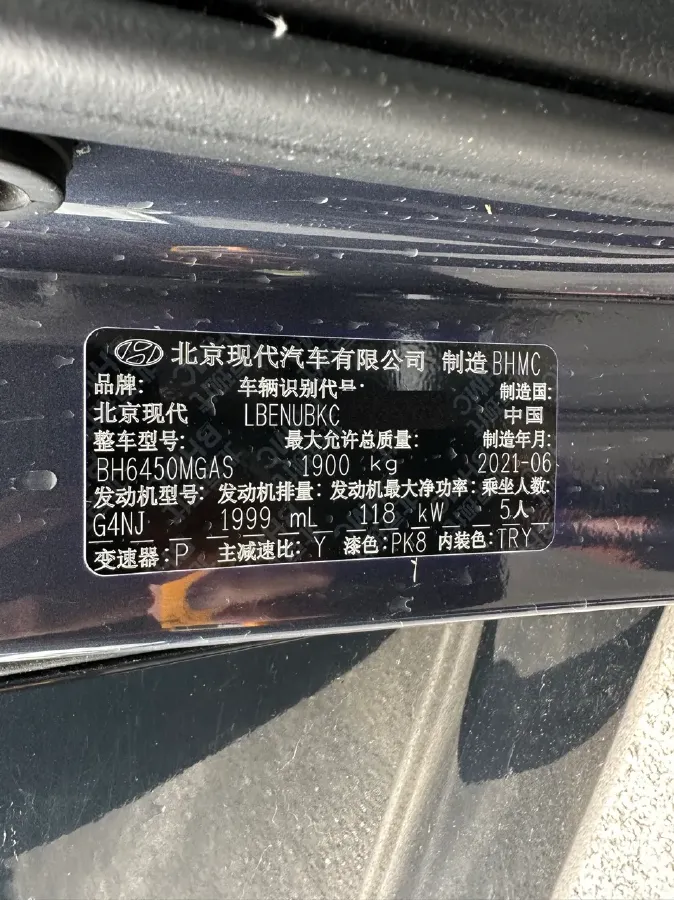 北京现代汽车有限公司 制造 BHMC
品牌: 车辆识别代号: 制造国:
北京现代 LBENUBKC 中国
整车型号: 最大允许总质量: 制造年月:
BH6450MGAS 1900 kg 2021-06
发动机型号: 发动机排量: 发动机最大净功率: 乘坐人数:
G4NJ 1999 mL 118 kW 5人
变速器: P 主减速比: Y 漆色: PK8 内装色: TRY